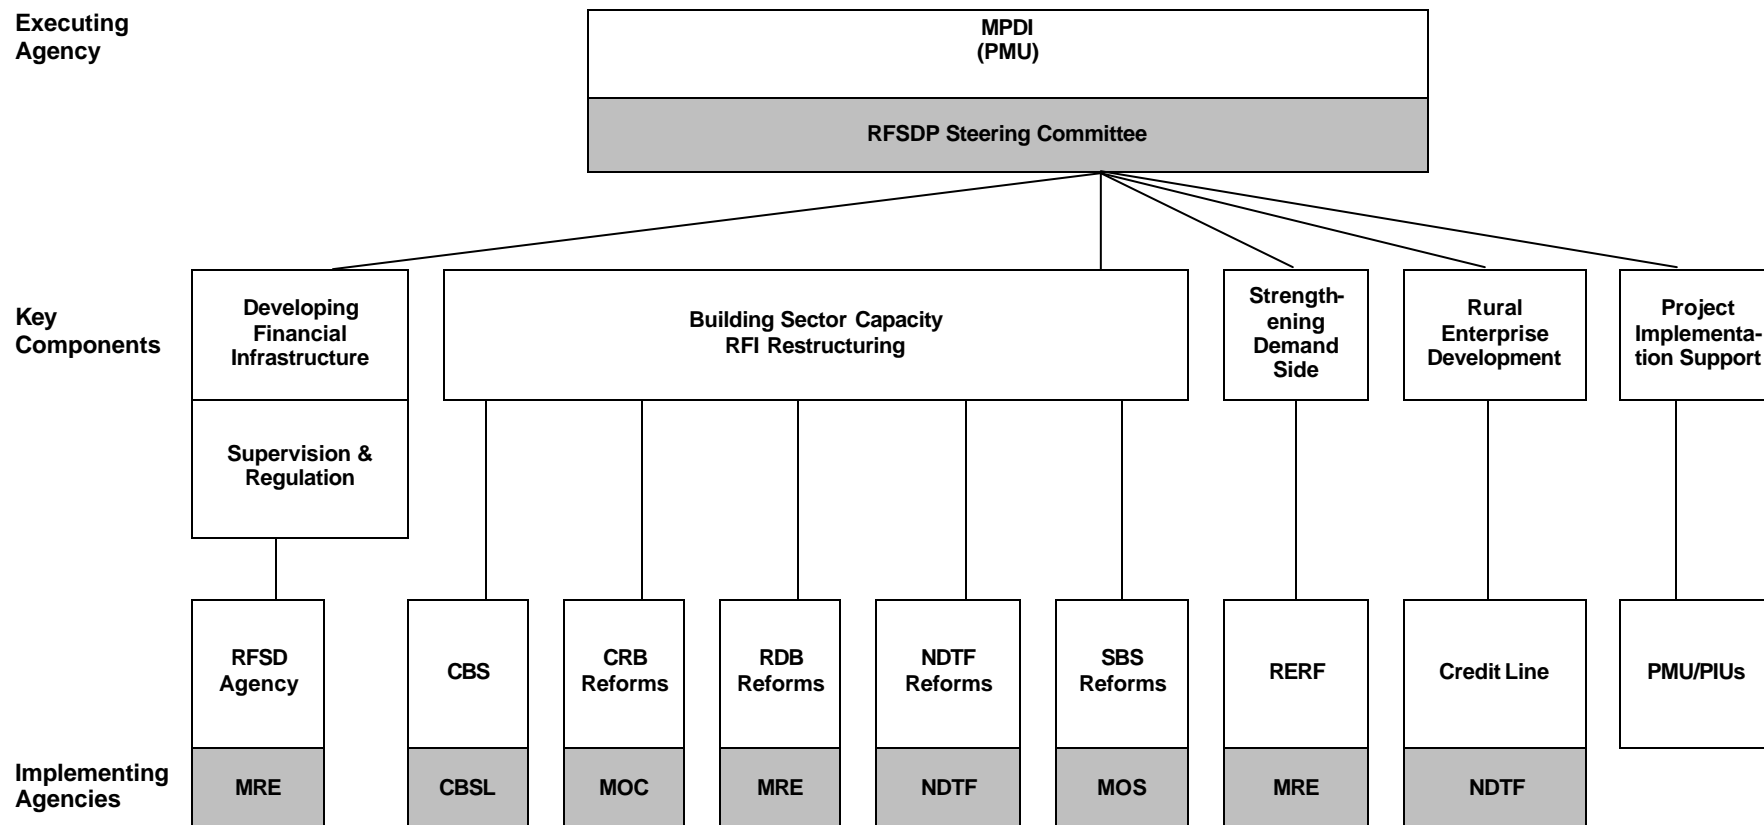 Executing
Agency
MPDI
(PMU)
RFSDP Steering Committee
Key
Components
Developing
Financial
Infrastructure
Building Sector Capacity
RFI Restructuring
Strength-
ening
Demand
Side
Rural
Enterprise
Development
Project
Implementa-
tion Support
Supervision &
Regulation
RFSD
Agency
CBS
CRB
Reforms
RDB
Reforms
NDTF
Reforms
SBS
Reforms
RERF
Credit Line
PMU/PIUs
Implementing
Agencies
MRE
CBSL
MOC
MRE
NDTF
MOS
MRE
NDTF